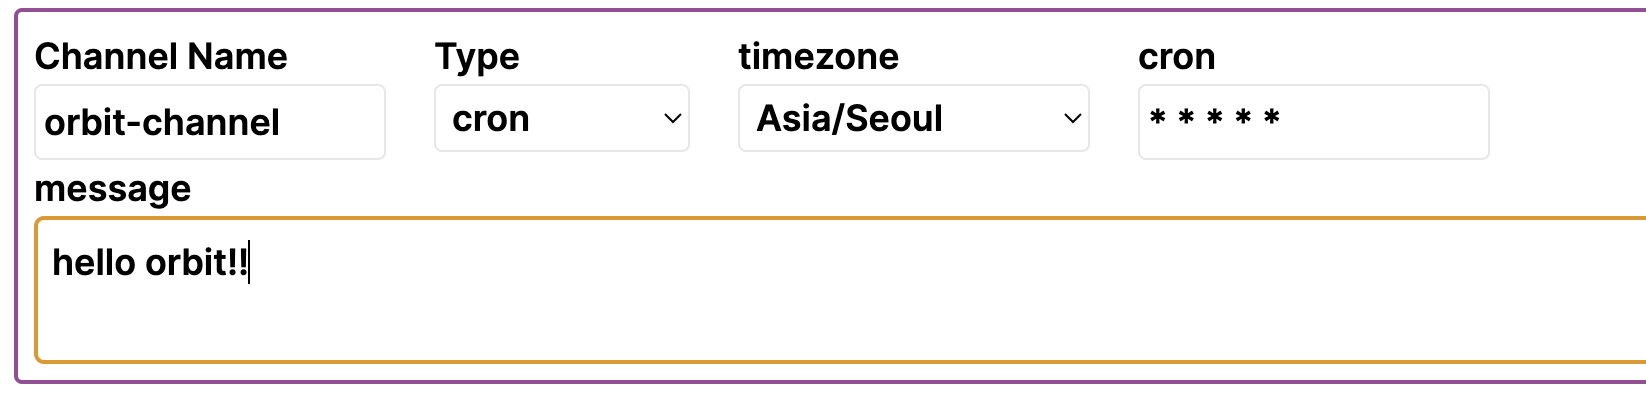 Channel Name Type timezone cron
orbit-channel cron Asia/Seoul * * * * *
message
hello orbit!!